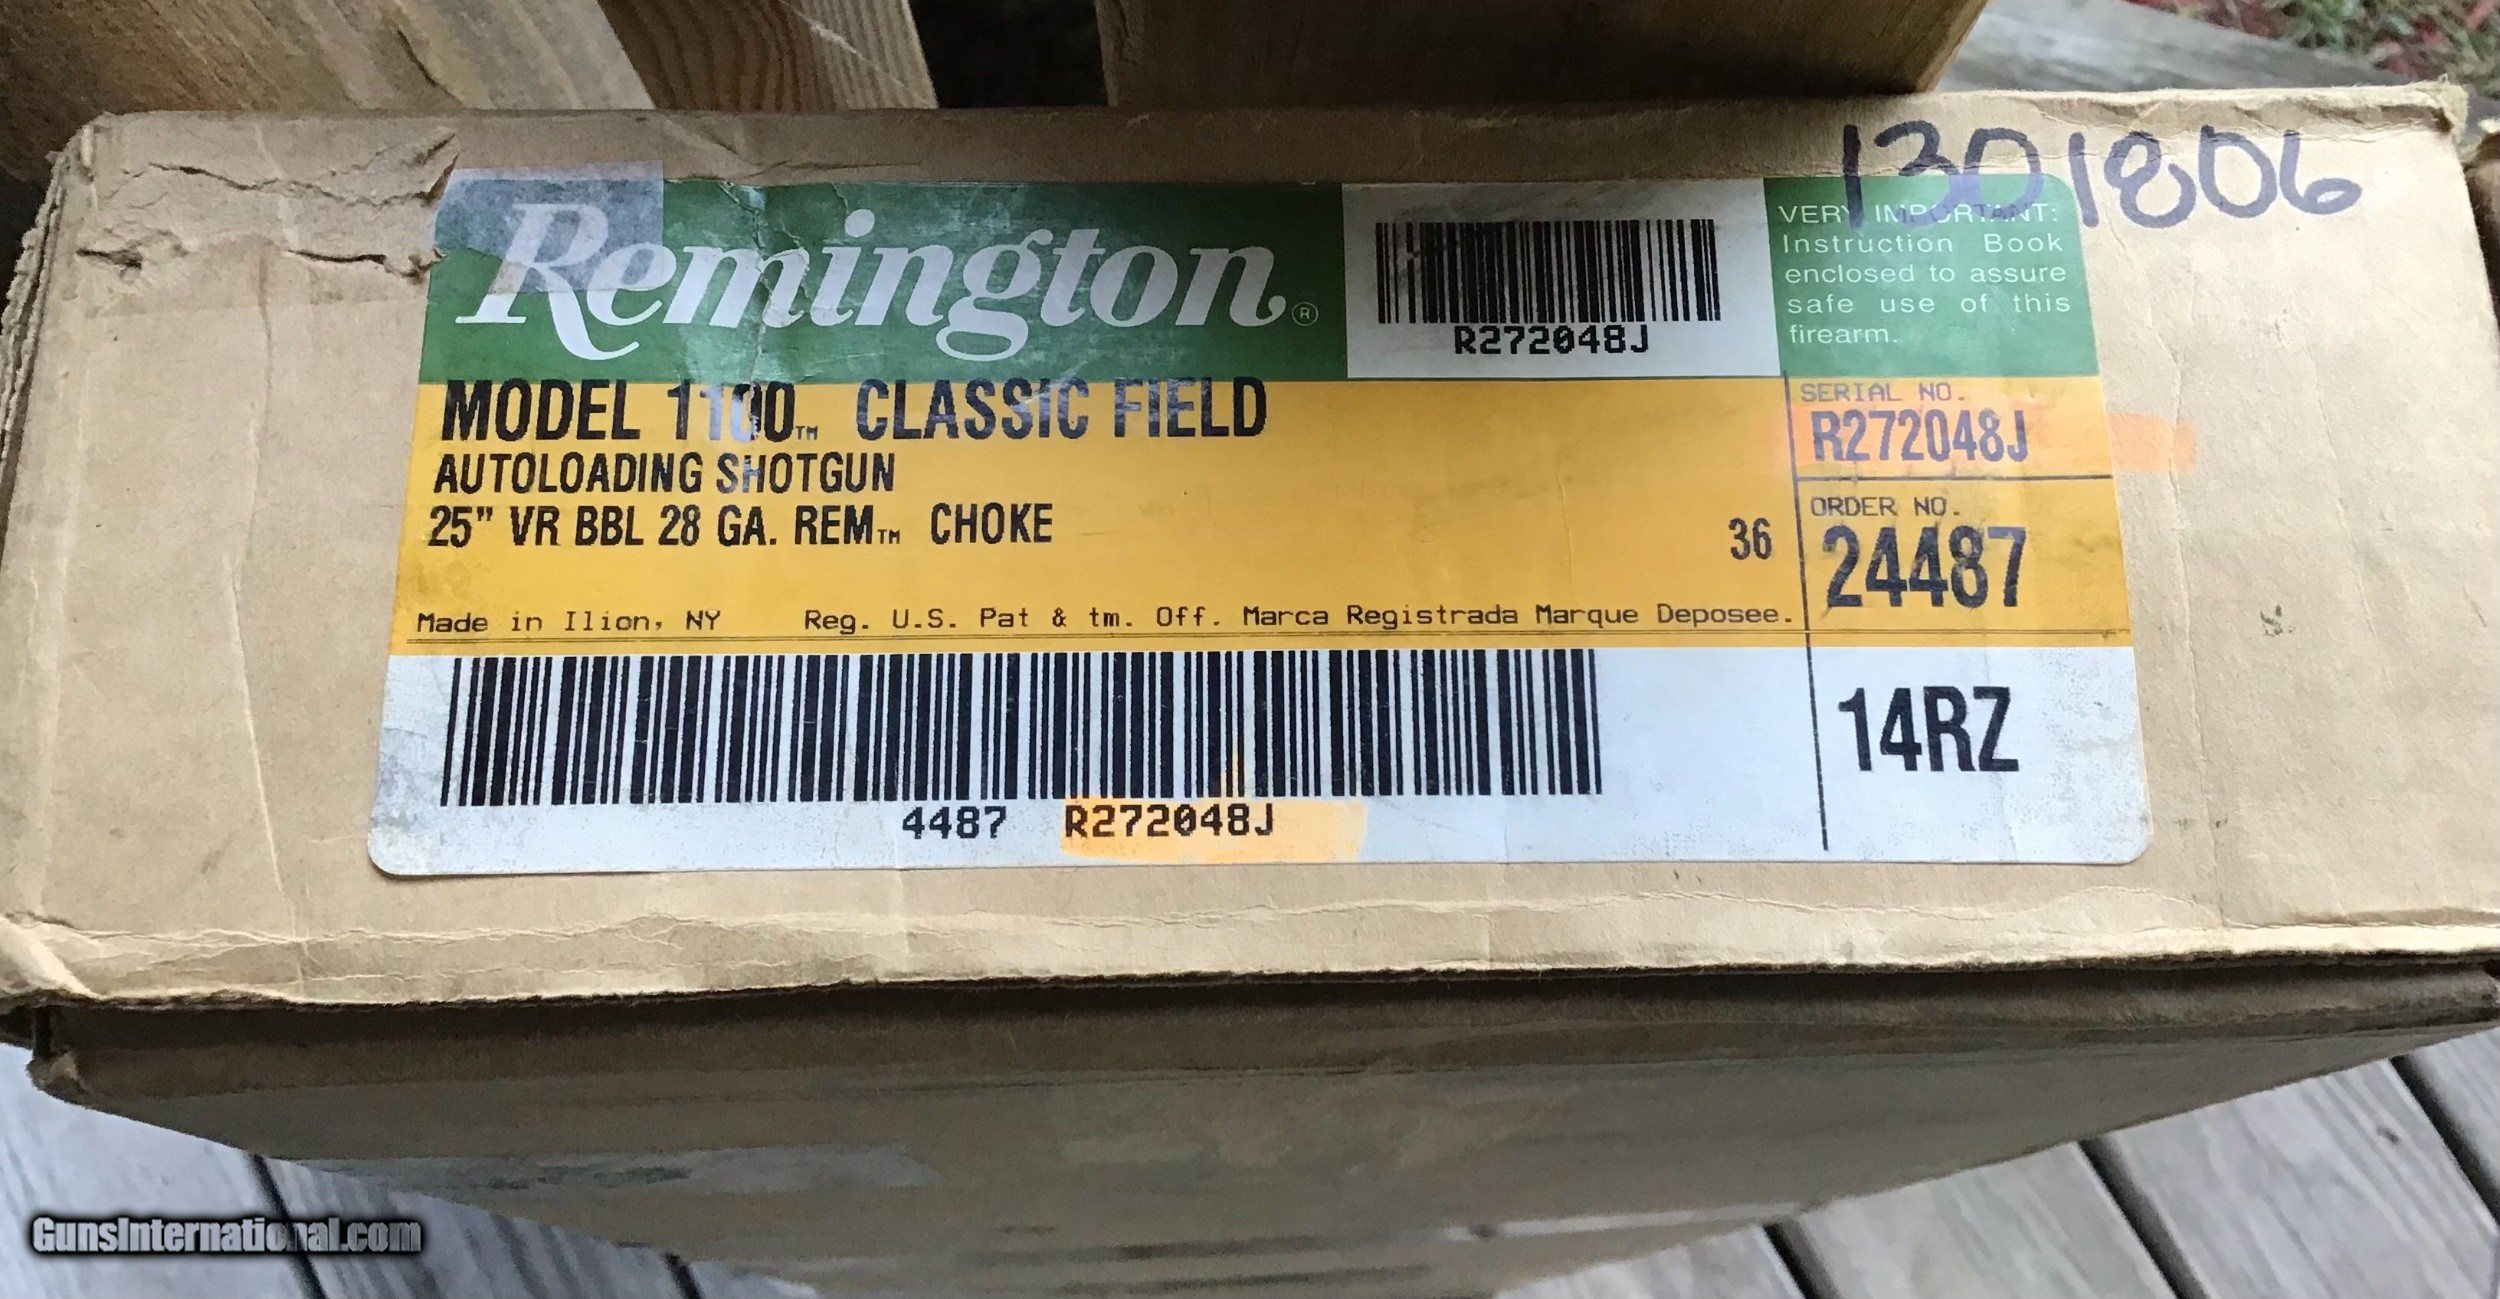 1301806
Remington®
R272048J
VERY IMPORTANT:
Instruction Book
enclosed to assure
safe use of this
firearm.
MODEL 1100™ CLASSIC FIELD
AUTOLOADING SHOTGUN
25" VR BBL 28 GA. REM™ CHOKE
36
SERIAL NO.
R272048J
ORDER NO.
24487
Made in Ilion, NY Reg. U.S. Pat & tm. Off. Marca Registrada Marque Deposee.
14RZ
4487 R272048J
GunsInternational.com